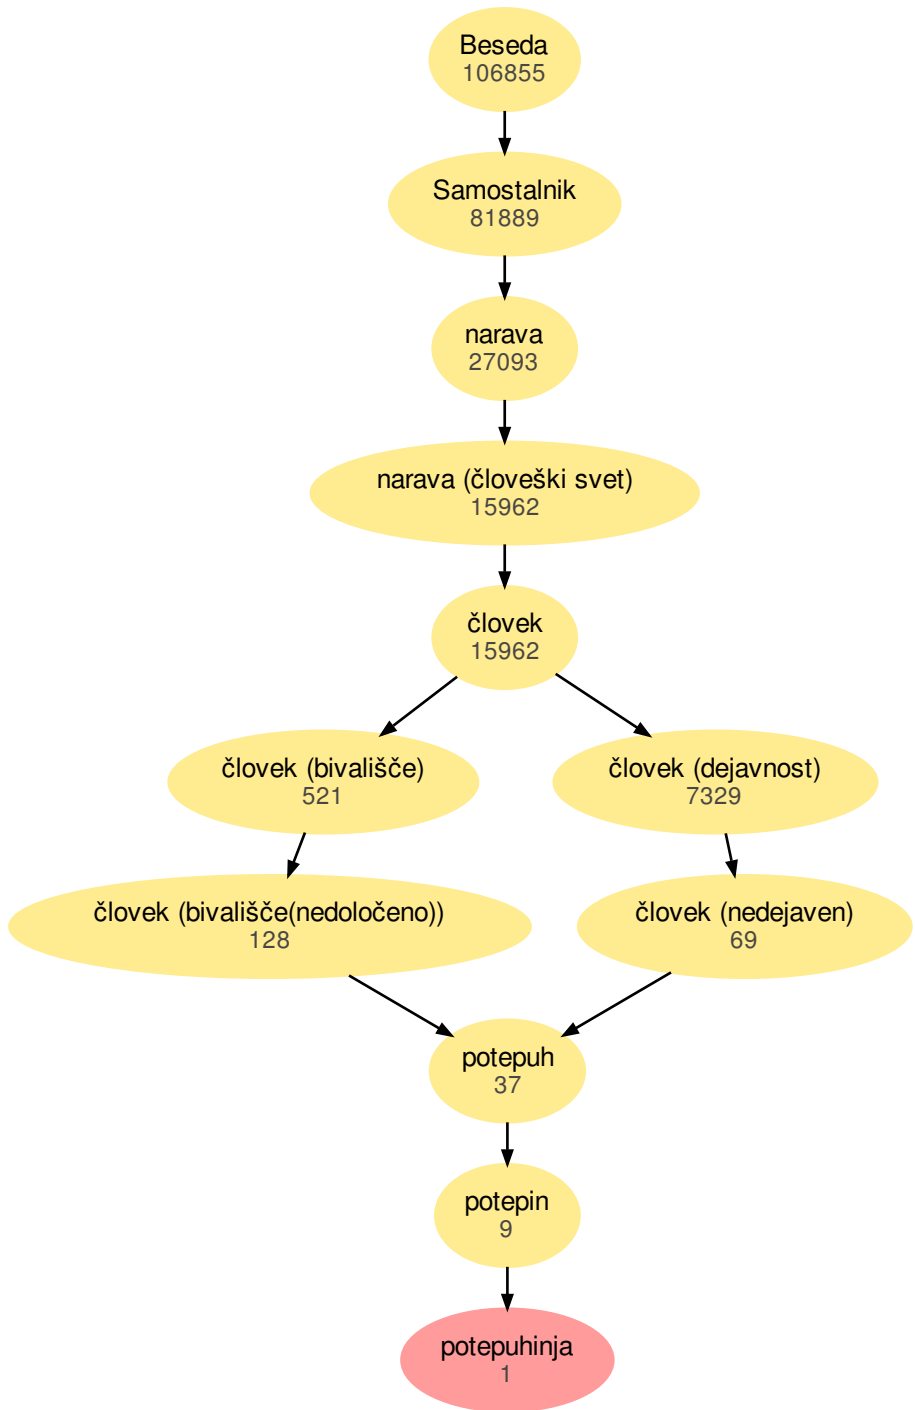 Beseda
106855
Samostalnik
81889
narava
27093
narava (človeški svet)
15962
človek
15962
človek (bivališče)
521
človek (dejavnost)
7329
človek (bivališče(nedoločeno))
128
človek (nedejaven)
69
potepuh
37
potepin
9
potepuhinja
1